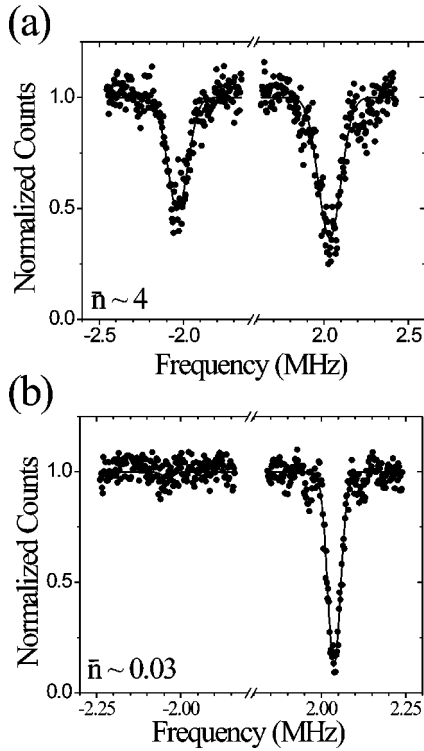 (a)
Normalized Counts
1.0
0.5
0.0
n̄ ~ 4
-2.5 -2.0 2.0 2.5
Frequency (MHz)
(b)
Normalized Counts
1.0
0.5
0.0
n̄ ~ 0.03
-2.25 -2.00 2.00 2.25
Frequency (MHz)